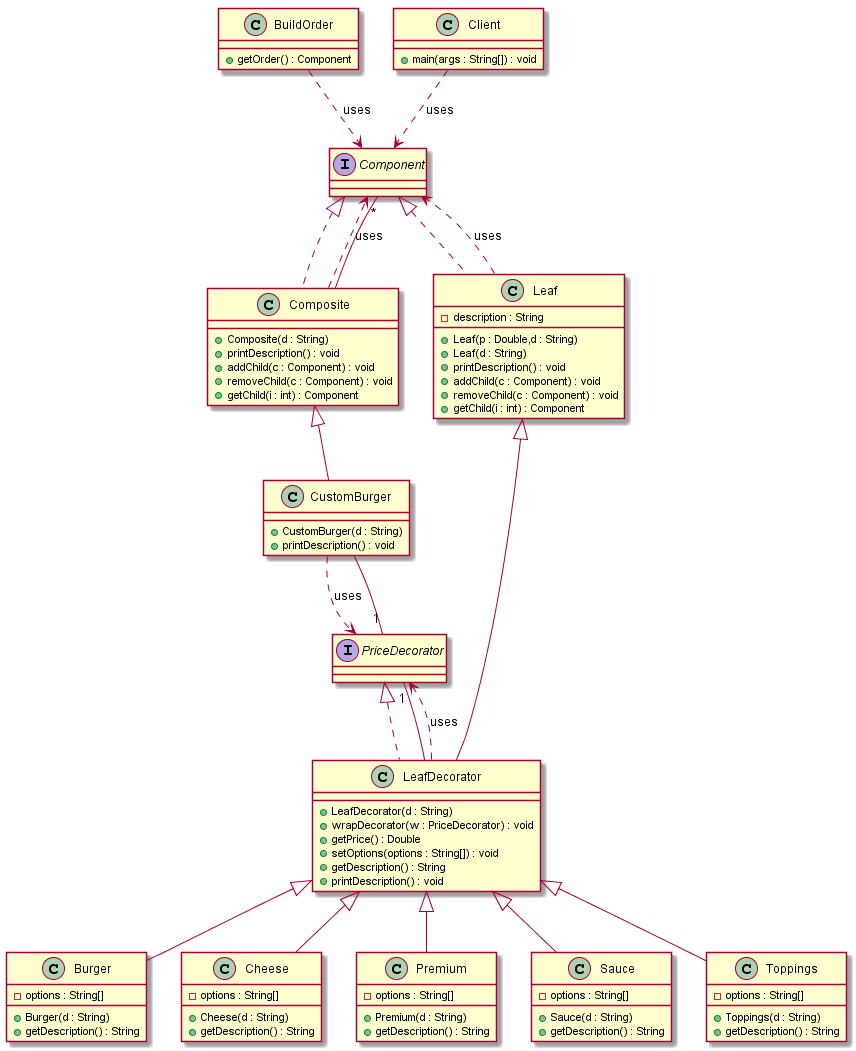 C BuildOrder
getOrder() : Component
C Client
main(args : String[]) : void
uses
uses
I Component
*
uses
uses
C Composite
Composite(d : String)
printDescription() : void
addChild(c : Component) : void
removeChild(c : Component) : void
getChild(i : int) : Component
C Leaf
description : String
Leaf(p : Double,d : String)
Leaf(d : String)
printDescription() : void
addChild(c : Component) : void
removeChild(c : Component) : void
getChild(i : int) : Component
C CustomBurger
CustomBurger(d : String)
printDescription() : void
uses
1
I PriceDecorator
1
uses
C LeafDecorator
LeafDecorator(d : String)
wrapDecorator(w : PriceDecorator) : void
getPrice() : Double
setOptions(options : String[]) : void
getDescription() : String
printDescription() : void
C Burger
options : String[]
Burger(d : String)
getDescription() : String
C Cheese
options : String[]
Cheese(d : String)
getDescription() : String
C Premium
options : String[]
Premium(d : String)
getDescription() : String
C Sauce
options : String[]
Sauce(d : String)
getDescription() : String
C Toppings
options : String[]
Toppings(d : String)
getDescription() : String